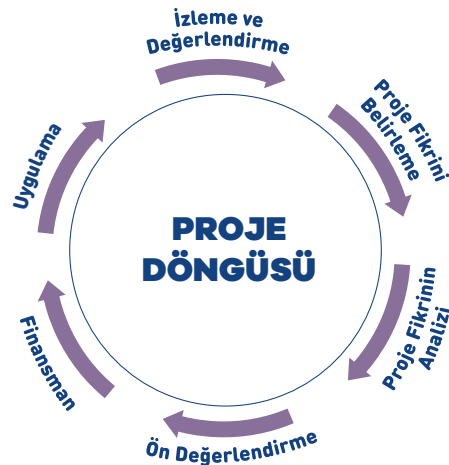 İzleme ve
Değerlendirme
Proje Fikrini
Belirleme
Proje Fikrinin
Analizi
Ön Değerlendirme
Finansman
Uygulama
PROJE
DÖNGÜSÜ